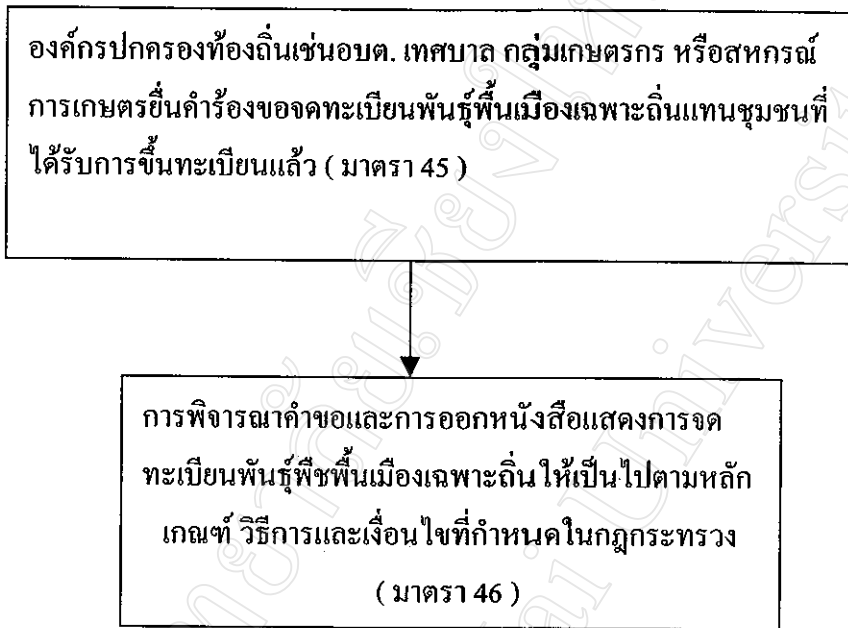 องค์กรปกครองท้องถิ่นเช่นอบต. เทศบาล กลุ่มเกษตรกร หรือสหกรณ์
การเกษตรยื่นคำร้องขอจดทะเบียนพันธุ์พื้นเมืองเฉพาะถิ่นแทนชุมชนที่
ได้รับการขึ้นทะเบียนแล้ว ( มาตรา 45 )
การพิจารณาคำขอและการออกหนังสือแสดงการจด
ทะเบียนพันธุ์พืชพื้นเมืองเฉพาะถิ่น ให้เป็นไปตามหลัก
เกณฑ์ วิธีการและเงื่อนไขที่กำหนดในกฎกระทรวง
( มาตรา 46 )